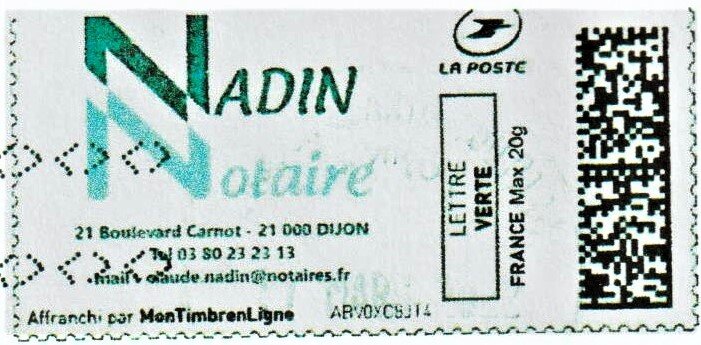 NADIN
Notaire
21 Boulevard Carnot - 21 000 DIJON
Tél 03 80 23 23 13
mail : claude.nadin@notaires.fr
Affranchi par MonTimbrenLigne
LA POSTE
LETTRE
VERTE
FRANCE Max 20g